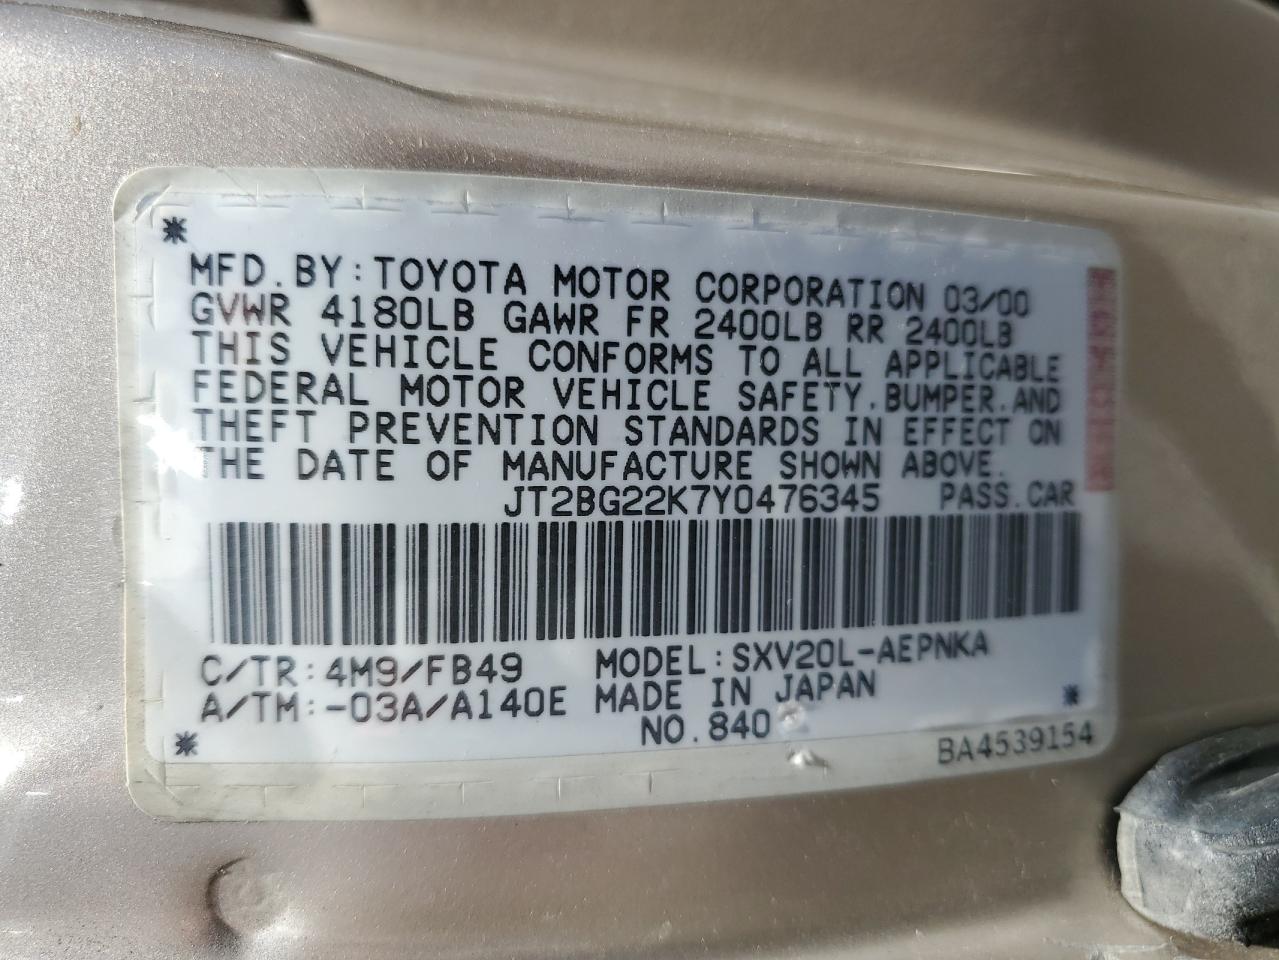 MFD. BY: TOYOTA MOTOR CORPORATION 03/00
GVWR 4180LB GAWR FR 2400LB RR 2400LB
THIS VEHICLE CONFORMS TO ALL APPLICABLE
FEDERAL MOTOR VEHICLE SAFETY, BUMPER, AND
THEFT PREVENTION STANDARDS IN EFFECT ON
THE DATE OF MANUFACTURE SHOWN ABOVE.
JT2BG22K7Y0476345 PASS. CAR
C/TR: 4M9/FB49 MODEL: SXV20L-AEPNKA
A/TM: -03A/A140E MADE IN JAPAN
NO. 840
BA4539154